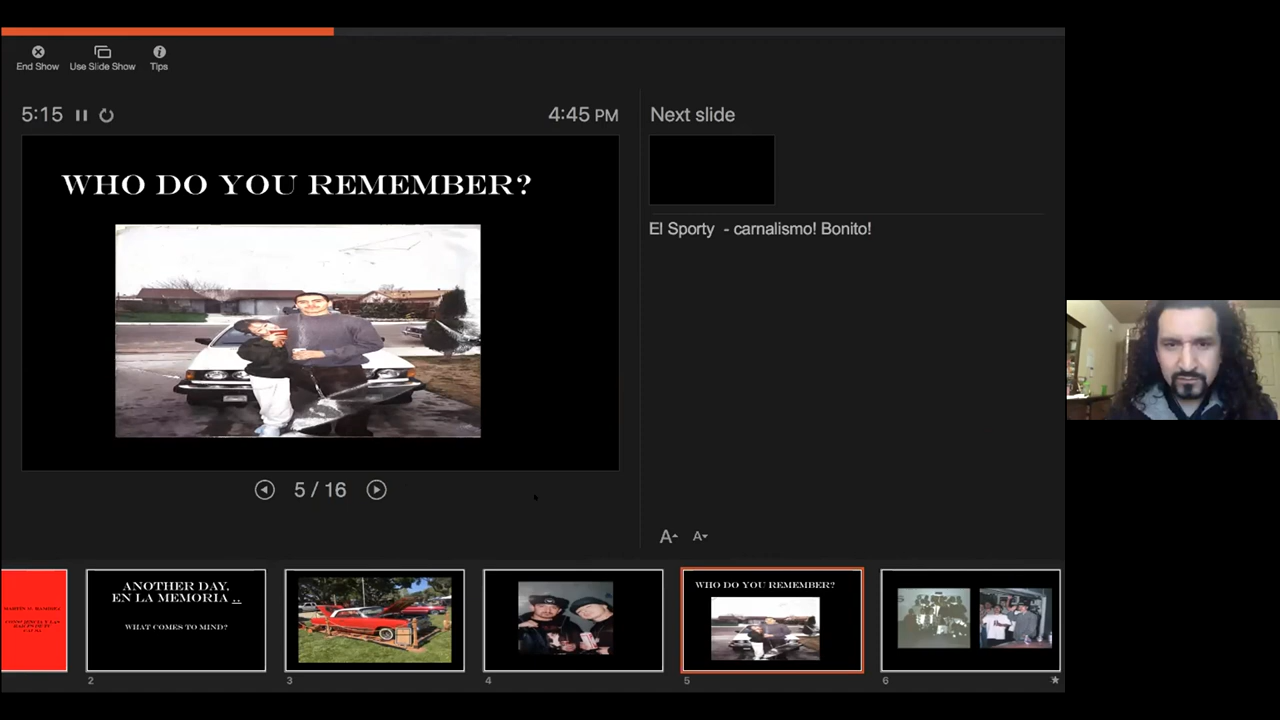 End Show
Use Slide Show
Tips
5:15
4:45 PM
Next slide
WHO DO YOU REMEMBER?
El Sporty - carnalismo! Bonito!
5 / 16
A A
ANOTHER DAY,
EN LA MEMORIA ..
WHAT COMES TO MIND?
WHO DO YOU REMEMBER?
2
3
4
5
6